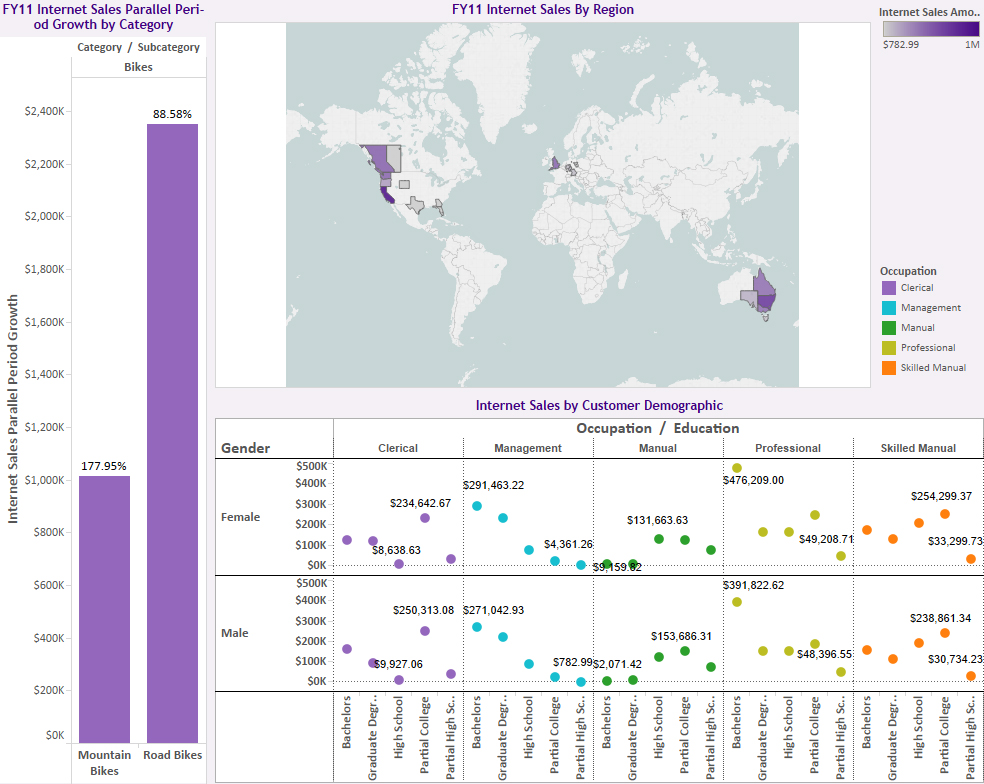 FY11 Internet Sales Parallel Peri-
od Growth by Category
Category / Subcategory
Bikes
Internet Sales Parallel Period Growth
$2,400K
$2,200K
$2,000K
$1,800K
$1,600K
$1,400K
$1,200K
$1,000K
$800K
$600K
$400K
$200K
$0K
88.58%
177.95%
Mountain
Bikes
Road Bikes
FY11 Internet Sales By Region
Internet Sales Amo..
$782.99 1M
Occupation
Clerical
Management
Manual
Professional
Skilled Manual
Internet Sales by Customer Demographic
Occupation / Education
Gender Clerical Management Manual Professional Skilled Manual
Female
$500K
$400K
$300K
$200K
$100K
$0K
$234,642.67
$8,638.63
$291,463.22
$4,361.26
$131,663.63
$9,159.82
$476,209.00
$49,208.71
$254,299.37
$33,299.73
Male
$500K
$400K
$300K
$200K
$100K
$0K
$250,313.08
$9,927.06
$271,042.93
$782.99
$153,686.31
$2,071.42
$391,822.62
$48,396.55
$238,861.34
$30,734.23
Bachelors
Graduate Degr..
High School
Partial College
Partial High Sc..
Bachelors
Graduate Degr..
High School
Partial College
Partial High Sc..
Bachelors
Graduate Degr..
High School
Partial College
Partial High Sc..
Bachelors
Graduate Degr..
High School
Partial College
Partial High Sc..
Bachelors
Graduate Degr..
High School
Partial College
Partial High Sc..